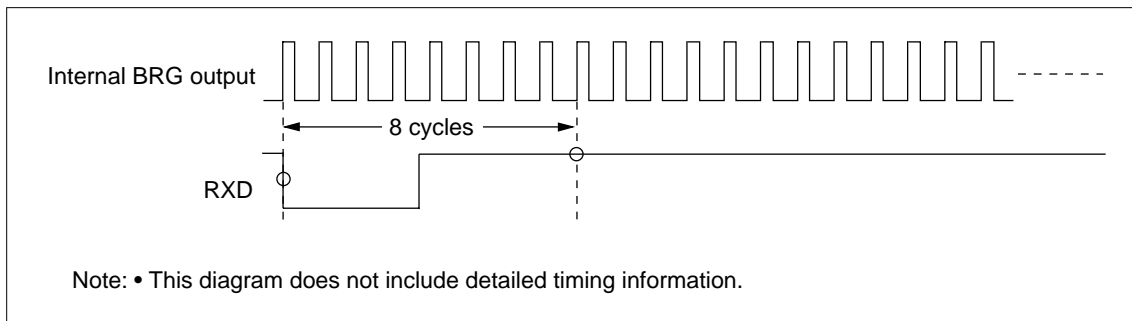 Internal BRG output
8 cycles
RXD
Note: • This diagram does not include detailed timing information.